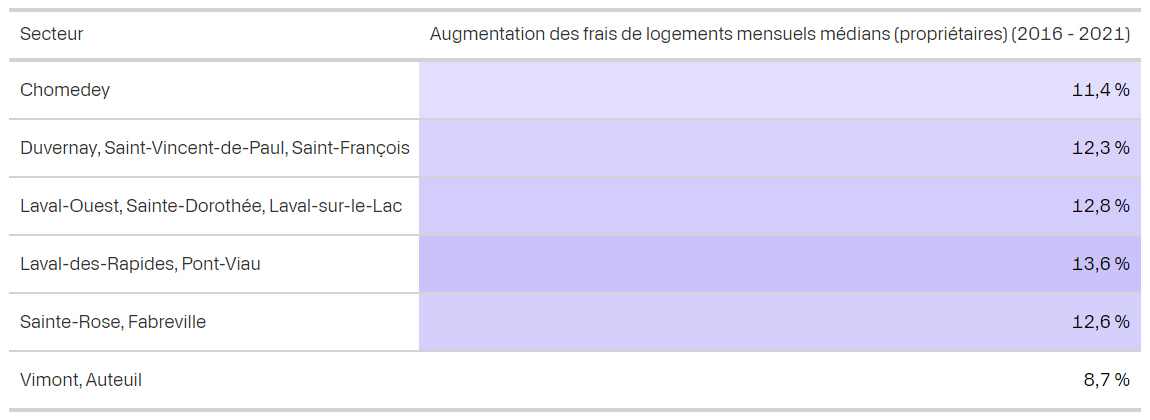 Secteur Augmentation des frais de logements mensuels médians (propriétaires) (2016 - 2021)
Chomedey 11,4 %
Duvernay, Saint-Vincent-de-Paul, Saint-François 12,3 %
Laval-Ouest, Sainte-Dorothée, Laval-sur-le-Lac 12,8 %
Laval-des-Rapides, Pont-Viau 13,6 %
Sainte-Rose, Fabreville 12,6 %
Vimont, Auteuil 8,7 %